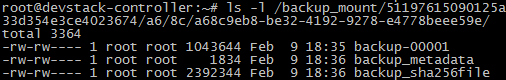 root@devstack-controller:~# ls -l /backup_mount/51197615090125a
33d354e3ce4023674/a6/8c/a68c9eb8-be32-4192-9278-e4778beee59e/
total 3364
-rw-rw---- 1 root root 1043644 Feb  9 18:35 backup-00001
-rw-rw---- 1 root root    1834 Feb  9 18:36 backup_metadata
-rw-rw---- 1 root root 2392344 Feb  9 18:36 backup_sha256file